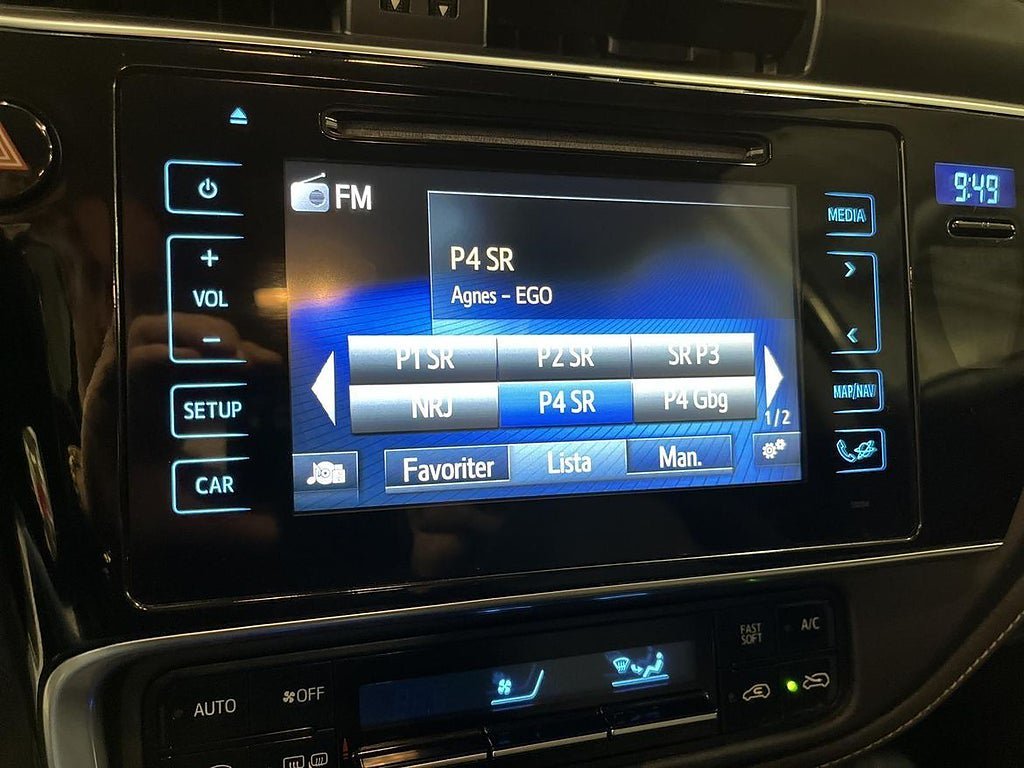 9:49
FM
MEDIA
+
VOL
-
P4 SR
Agnes - EGO
P1 SR P2 SR SR P3
NRJ P4 SR P4 Gbg
1/2
MAP/NAV
SETUP
Favoriter Lista Man.
CAR
FAST
SOFT
A/C
AUTO
OFF